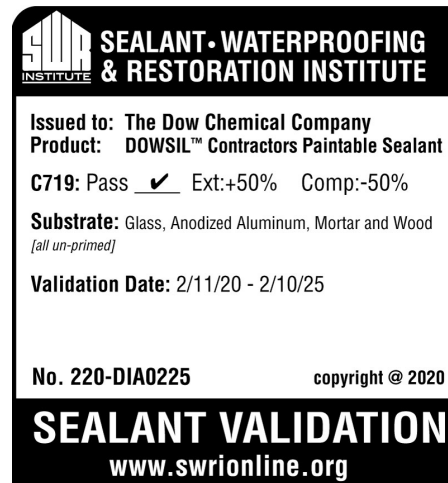 SWR
INSTITUTE
SEALANT • WATERPROOFING
& RESTORATION INSTITUTE
Issued to: The Dow Chemical Company
Product: DOWSIL™ Contractors Paintable Sealant
C719: Pass ✔ Ext:+50% Comp:-50%
Substrate: Glass, Anodized Aluminum, Mortar and Wood
[all un-primed]
Validation Date: 2/11/20 - 2/10/25
No. 220-DIA0225 copyright @ 2020
SEALANT VALIDATION
www.swrionline.org